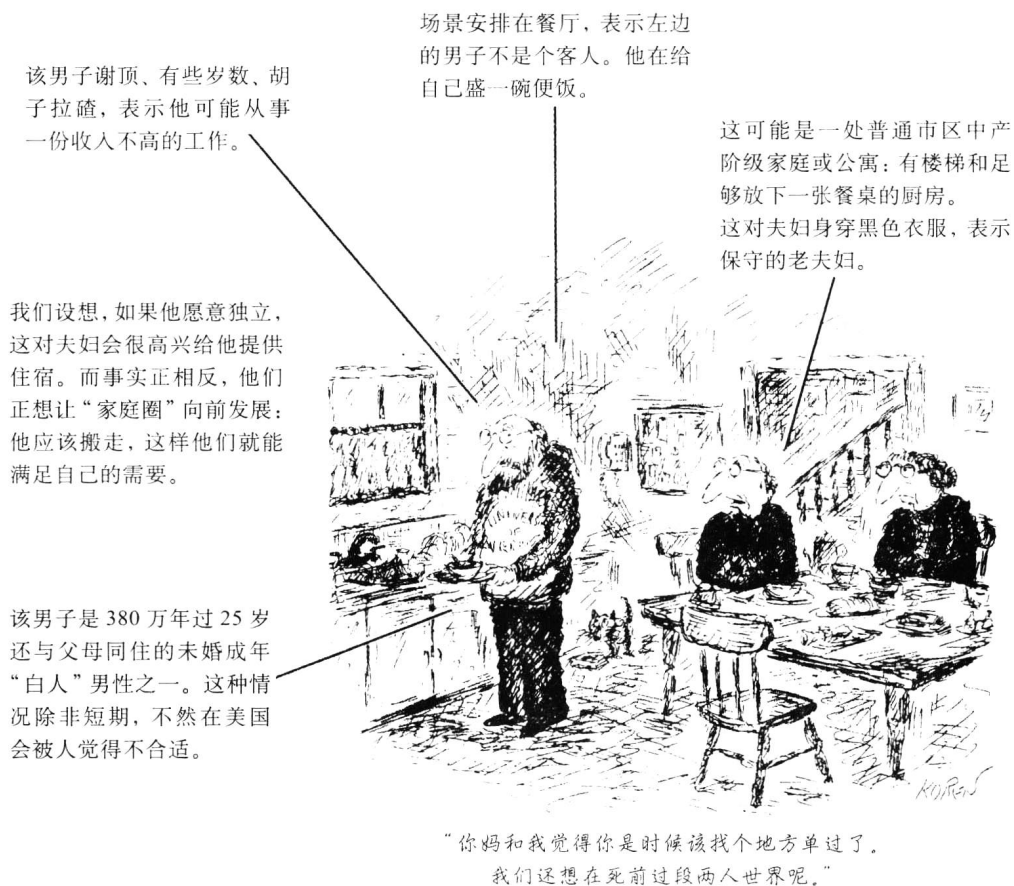 场景安排在餐厅，表示左边
的男子不是个客人。他在给
自己盛一碗便饭。
该男子谢顶、有些岁数、胡
子拉碴，表示他可能从事
一份收入不高的工作。
这可能是一处普通市区中产
阶级家庭或公寓：有楼梯和足
够放下一张餐桌的厨房。
这对夫妇身穿黑色衣服，表示
保守的老夫妇。
我们设想，如果他愿意独立，
这对夫妇会很高兴给他提供
住宿。而事实正相反，他们
正想让“家庭圈”向前发展：
他应该搬走，这样他们就能
满足自己的需要。
该男子是 380 万年过 25 岁
还与父母同住的未婚成年
“白人”男性之一。这种情
况除非短期，不然在美国
会被人觉得不合适。
KOREN
“你妈和我觉得你是时候该找个地方单过了。
我们还想在死前过段两人世界呢。”